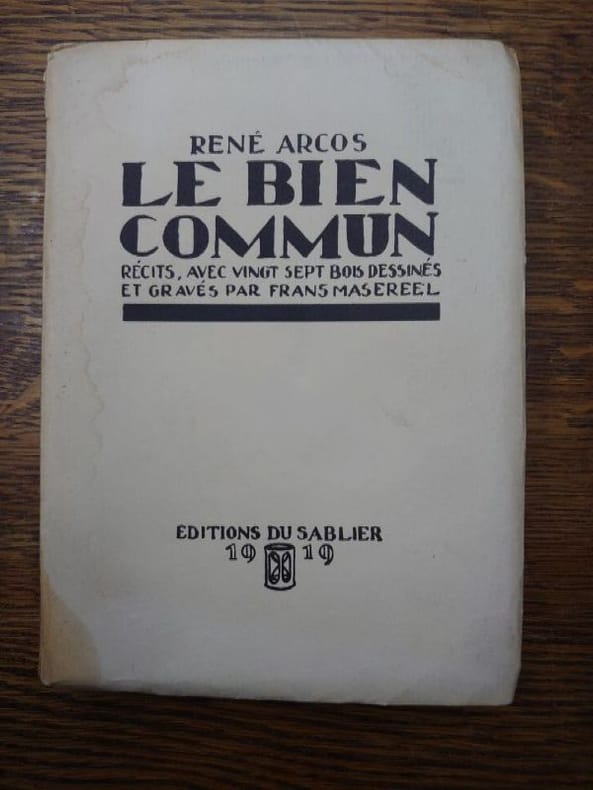 RENÉ ARCOS
LE BIEN
COMMUN
RÉCITS, AVEC VINGT SEPT BOIS DESSINÉS
ET GRAVÉS PAR FRANS MASEREEL
ÉDITIONS DU SABLIER
19 19